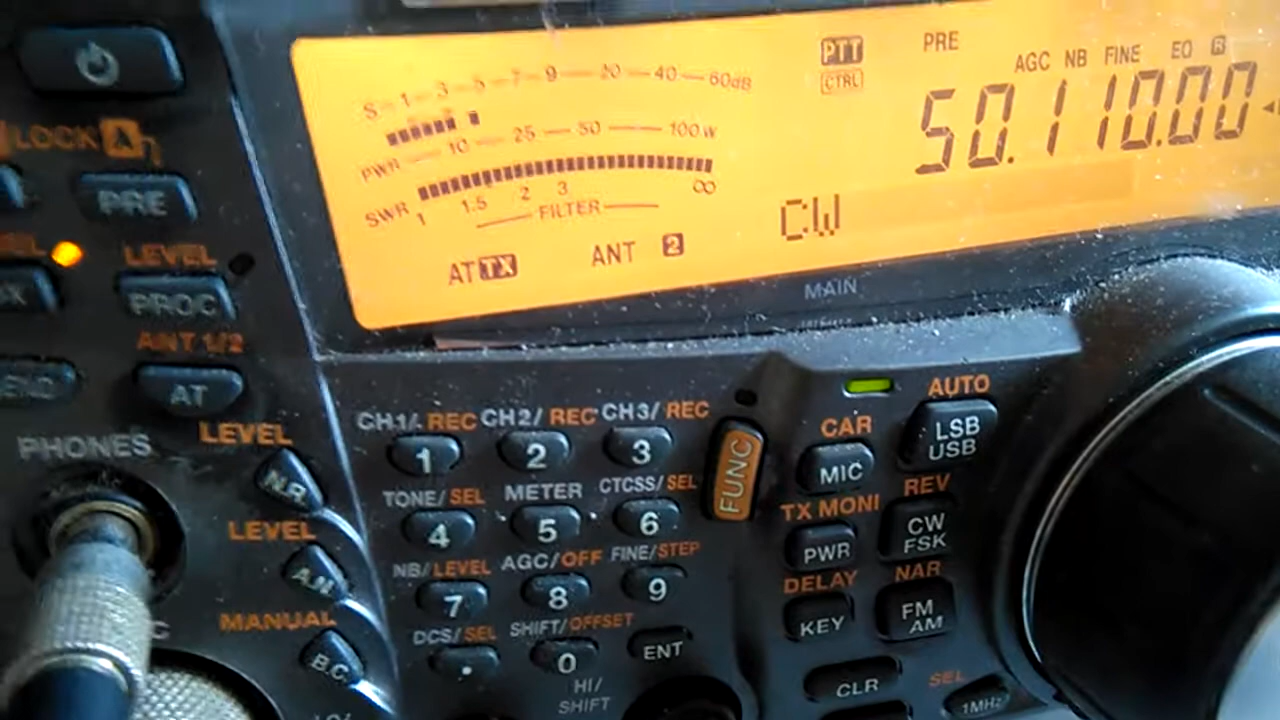 LOCK A
PRE
LEVEL
PROC
ANT 1/2
AT
PHONES
LEVEL
N.R.
LEVEL
A.N.
MANUAL
B.C.
S 1 3 5 7 9 20 40 60dB
PWR 10 25 50 100W
SWR 1 1.5 2 3 ∞
FILTER
AT TX ANT 2
PTT
CTRL
PRE
AGC NB FINE EO R
50.110.00
CW
MAIN
CH1/ REC CH2/ REC CH3/ REC
1 2 3
TONE/SEL METER CTCSS/SEL
4 5 6
NB/LEVEL AGC/OFF FINE/STEP
7 8 9
DCS/SEL SHIFT/OFFSET
. 0 ENT
HI/
SHIFT
FUNC
CAR
MIC
TX MONI
PWR
DELAY
KEY
CLR
AUTO
LSB
USB
REV
CW
FSK
NAR
FM
AM
SEL
1MHz